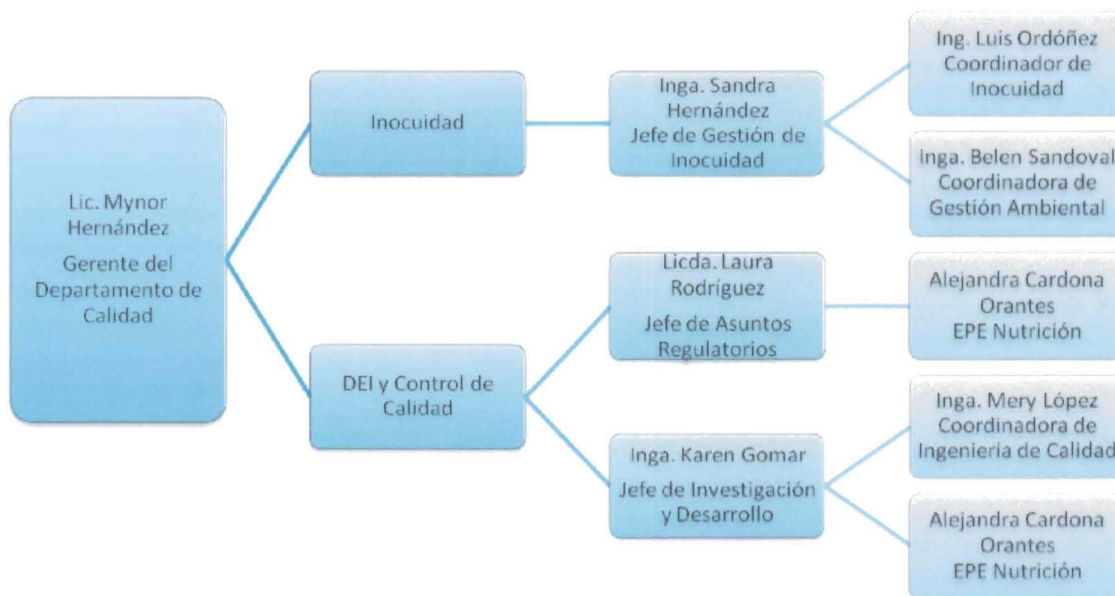 Lic. Mynor
Hernández
Gerente del
Departamento de
Calidad
Inocuidad
Inga. Sandra
Hernández
Jefe de Gestión de
Inocuidad
Ing. Luis Ordóñez
Coordinador de
Inocuidad
Inga. Belen Sandoval
Coordinadora de
Gestión Ambiental
DEI y Control de
Calidad
Licda. Laura
Rodríguez
Jefe de Asuntos
Regulatorios
Alejandra Cardona
Orantes
EPE Nutrición
Inga. Karen Gomar
Jefe de Investigación
y Desarrollo
Inga. Mery López
Coordinadora de
Ingeniería de Calidad
Alejandra Cardona
Orantes
EPE Nutrición